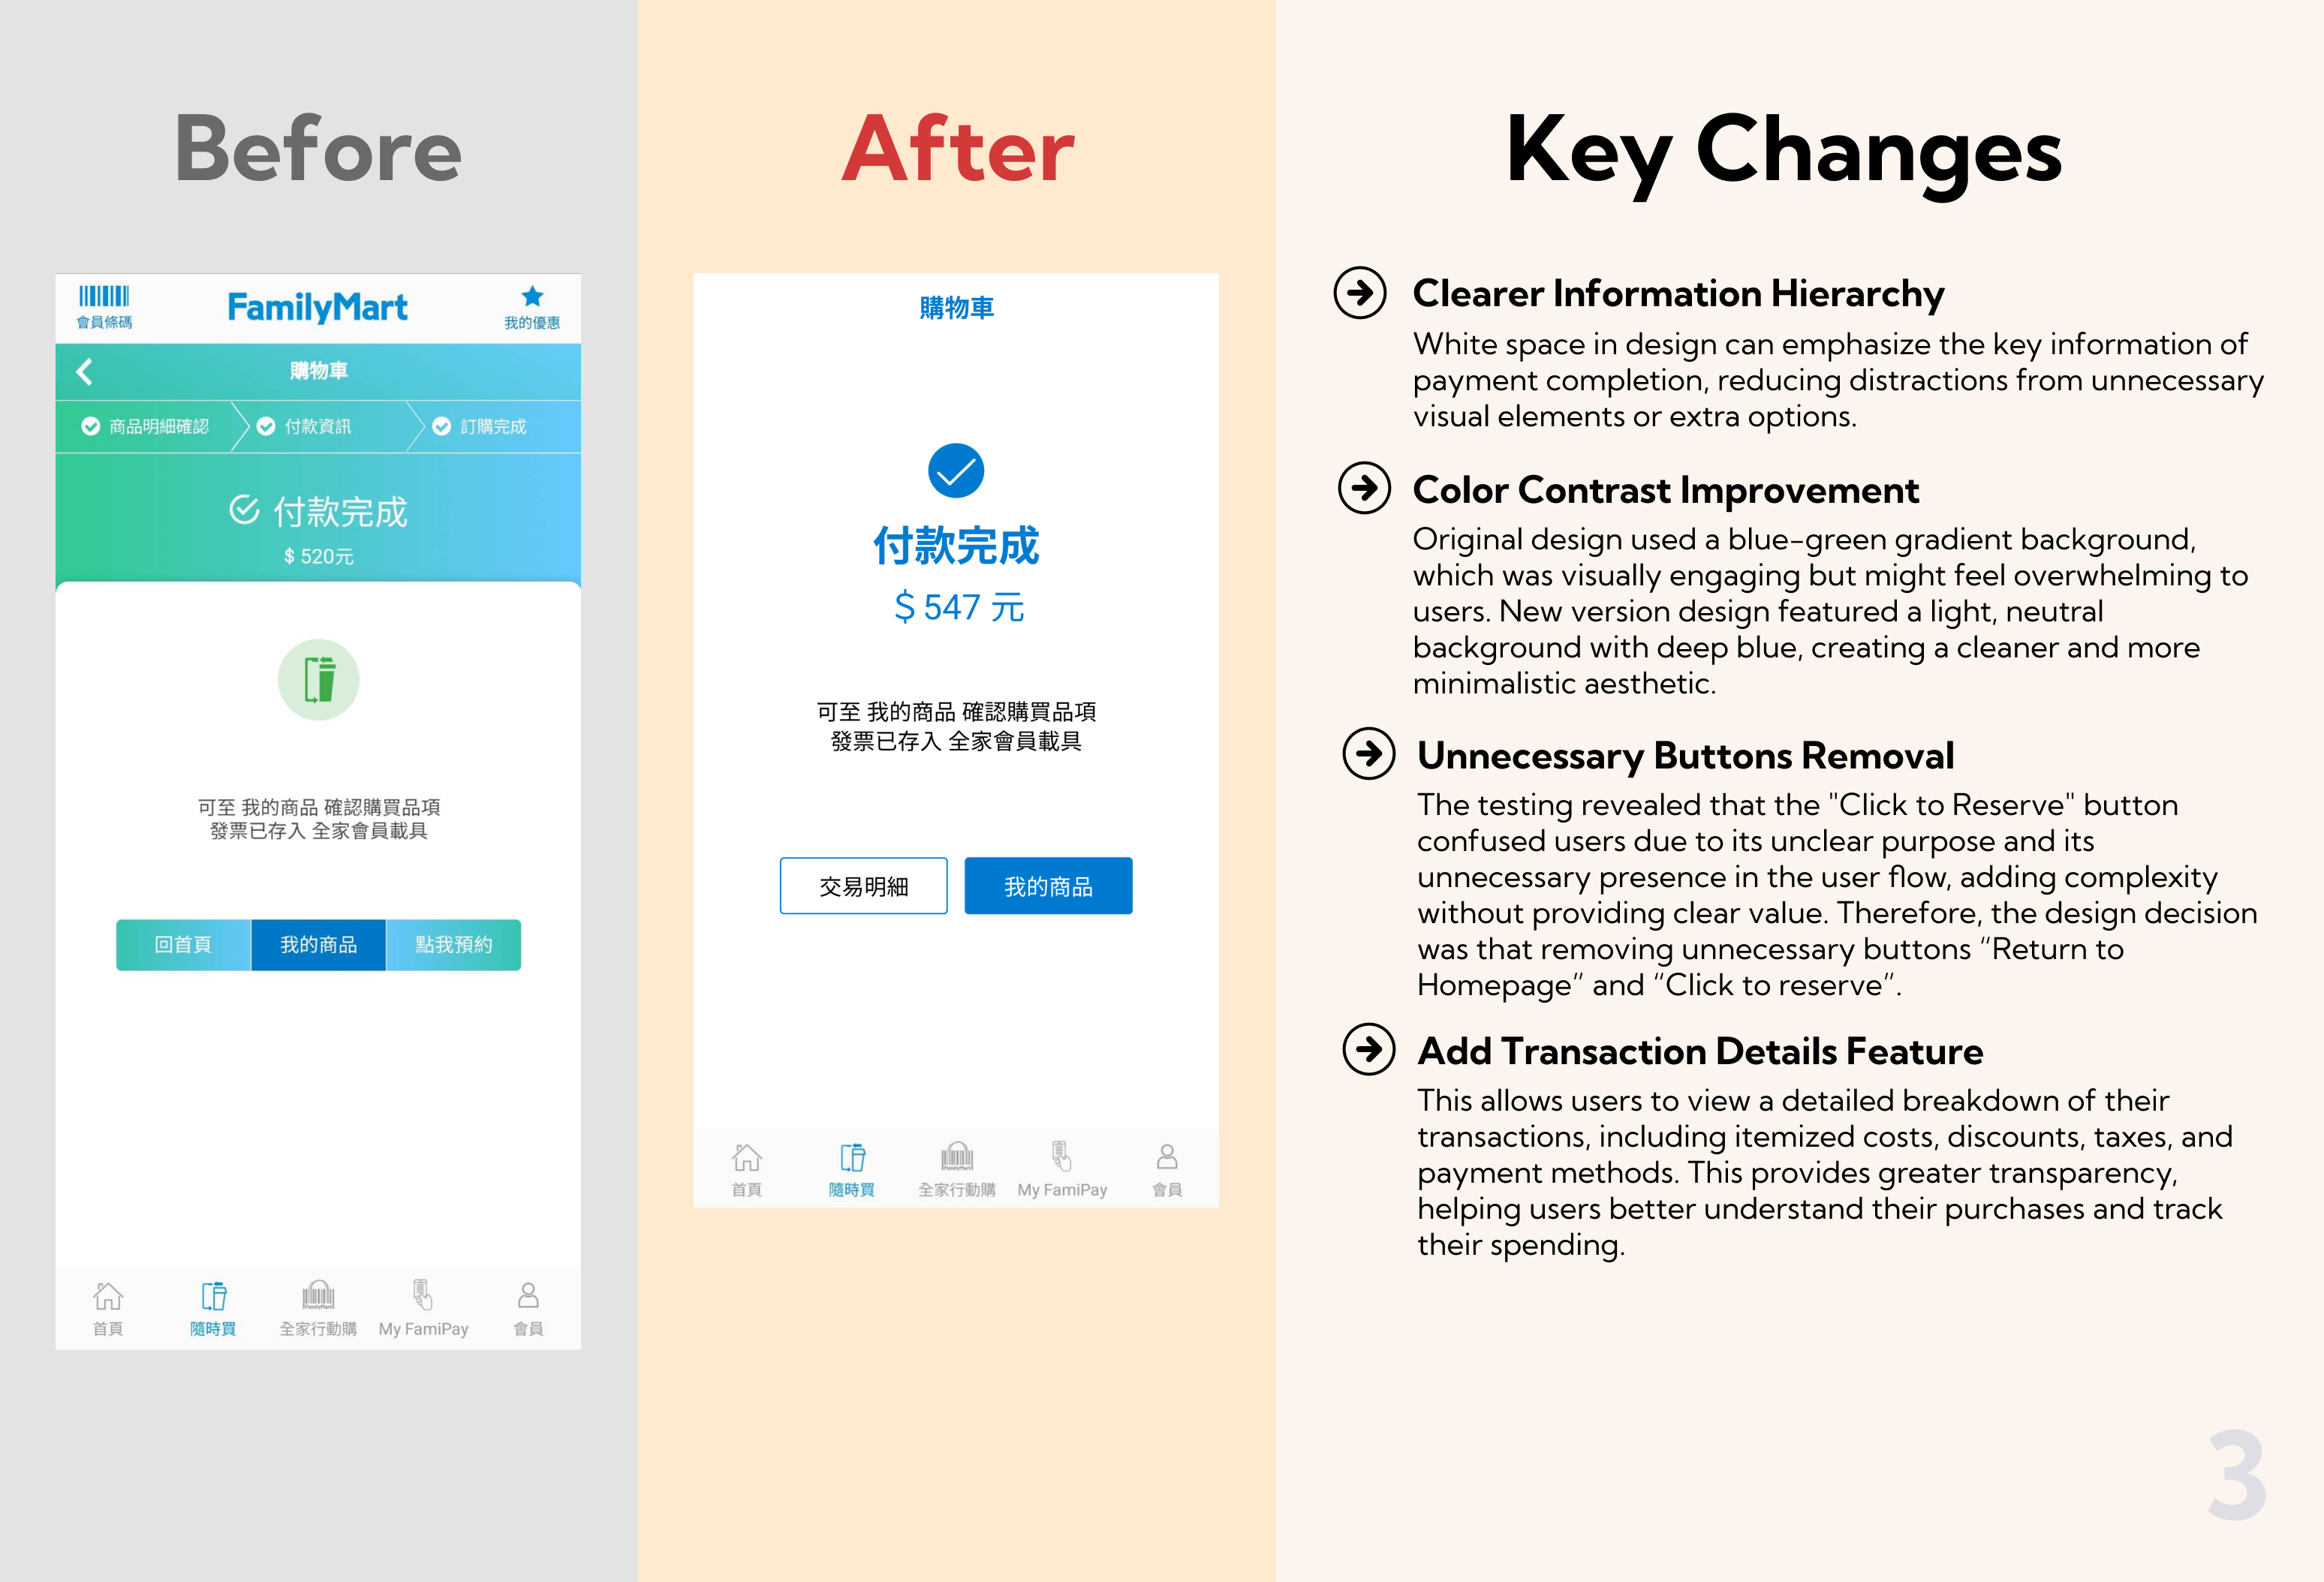 Before
會員條碼
FamilyMart
我的優惠
購物車
商品明細確認
付款資訊
訂購完成
付款完成
$ 520元
可至 我的商品 確認購買品項
發票已存入 全家會員載具
回首頁
我的商品
點我預約
首頁
隨時買
FamilyMart
全家行動購
My FamiPay
會員
After
購物車
付款完成
$ 547 元
可至 我的商品 確認購買品項
發票已存入 全家會員載具
交易明細
我的商品
首頁
隨時買
FamilyMart
全家行動購
My FamiPay
會員
Key Changes
Clearer Information Hierarchy
White space in design can emphasize the key information of
payment completion, reducing distractions from unnecessary
visual elements or extra options.
Color Contrast Improvement
Original design used a blue-green gradient background,
which was visually engaging but might feel overwhelming to
users. New version design featured a light, neutral
background with deep blue, creating a cleaner and more
minimalistic aesthetic.
Unnecessary Buttons Removal
The testing revealed that the "Click to Reserve" button
confused users due to its unclear purpose and its
unnecessary presence in the user flow, adding complexity
without providing clear value. Therefore, the design decision
was that removing unnecessary buttons “Return to
Homepage” and “Click to reserve”.
Add Transaction Details Feature
This allows users to view a detailed breakdown of their
transactions, including itemized costs, discounts, taxes, and
payment methods. This provides greater transparency,
helping users better understand their purchases and track
their spending.
3